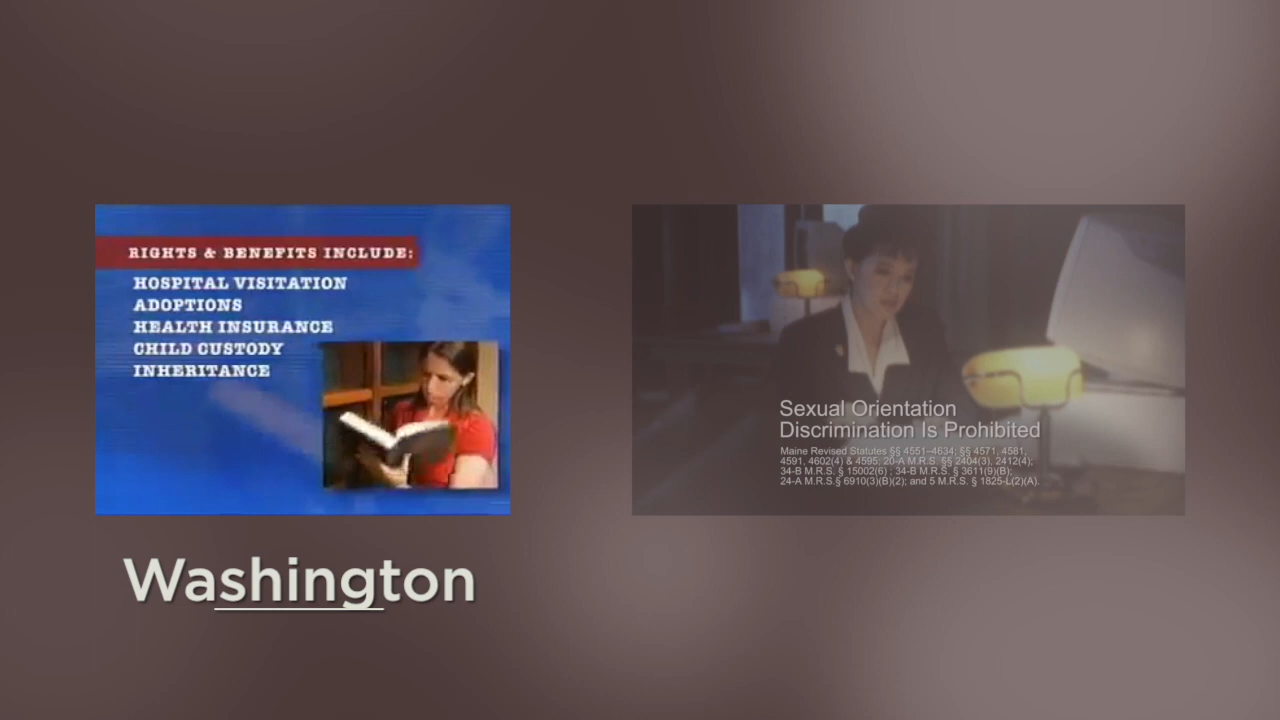 RIGHTS & BENEFITS INCLUDE:
HOSPITAL VISITATION
ADOPTIONS
HEALTH INSURANCE
CHILD CUSTODY
INHERITANCE
Sexual Orientation
Discrimination Is Prohibited
Maine Revised Statutes §§ 4551–4634; §§ 4571, 4581,
4591, 4602(4) & 4595; 20-A M.R.S. §§ 2404(3), 2412(4);
34-B M.R.S. § 15002(6) ; 34-B M.R.S. § 3611(9)(B);
24-A M.R.S.§ 6910(3)(B)(2); and 5 M.R.S. § 1825-L(2)(A).
Washington